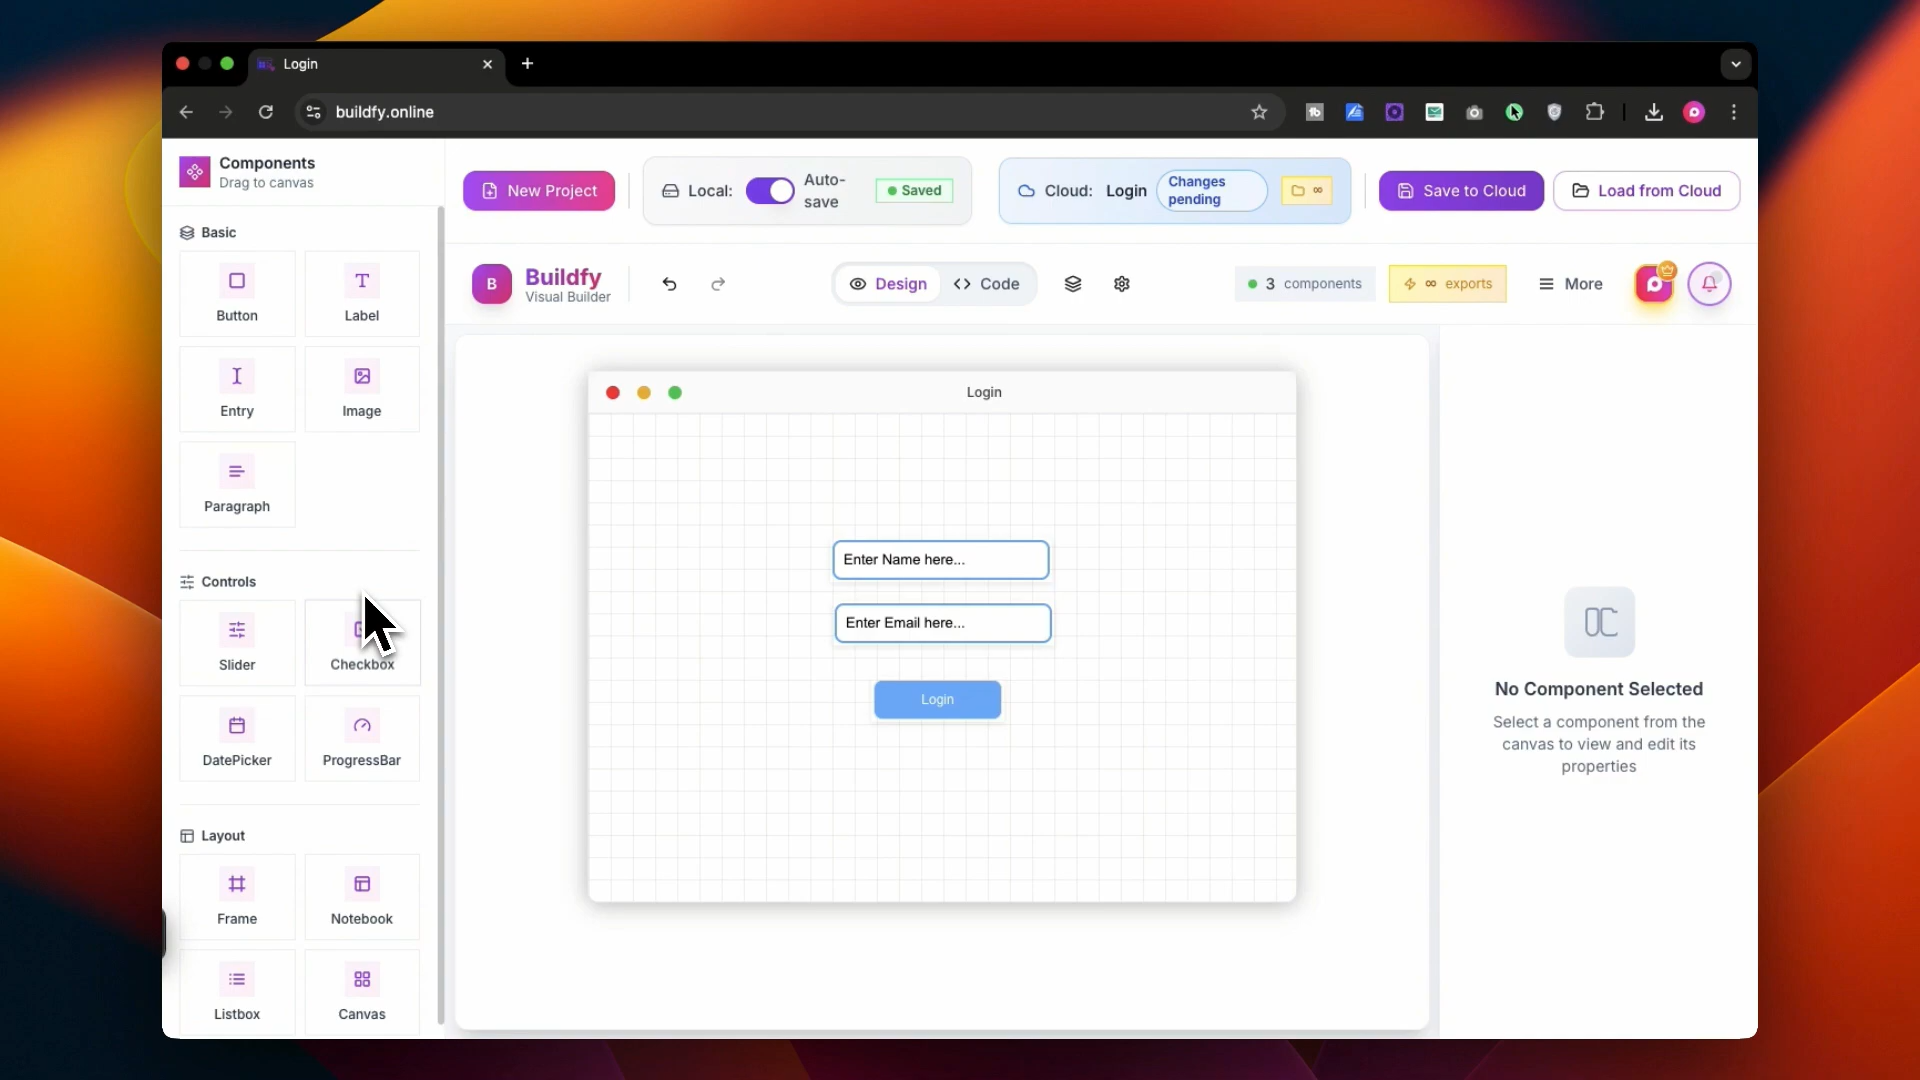 Login
buildfy.online
Components
Drag to canvas
New Project
Local:
Auto-
save
Saved
Cloud: Login
Changes
pending
∞
Save to Cloud
Load from Cloud
Basic
B
Buildfy
Visual Builder
Design
Code
3 components
∞ exports
More
Button
Label
Entry
Image
Paragraph
Controls
Slider
Checkbox
DatePicker
ProgressBar
Layout
Frame
Notebook
Listbox
Canvas
Login
Enter Name here...
Enter Email here...
Login
No Component Selected
Select a component from the
canvas to view and edit its
properties